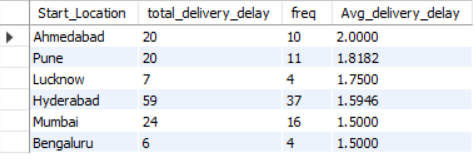 Start_Location total_delivery_delay freq Avg_delivery_delay
Ahmedabad 20 10 2.0000
Pune 20 11 1.8182
Lucknow 7 4 1.7500
Hyderabad 59 37 1.5946
Mumbai 24 16 1.5000
Bengaluru 6 4 1.5000